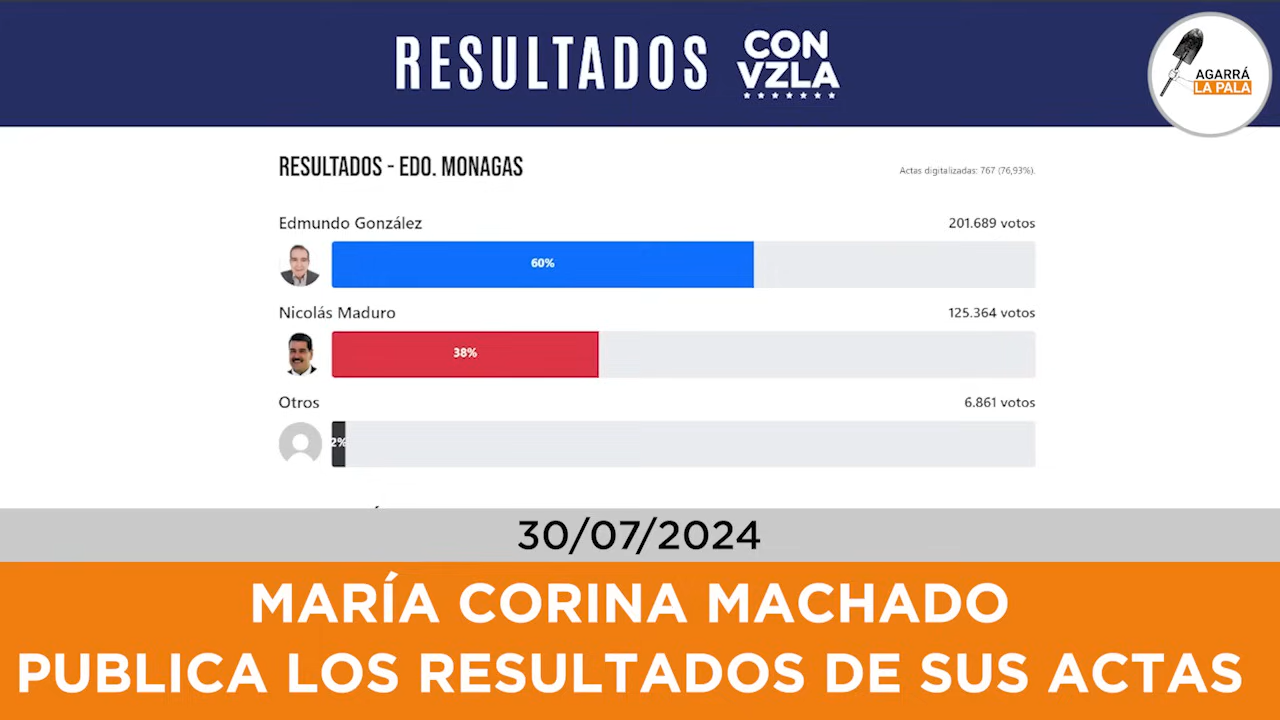 RESULTADOS CON
VZLA
AGARRÁ
LA PALA
RESULTADOS - EDO. MONAGAS
Actas digitalizadas: 767 (76,93%).
Edmundo González 201.689 votos
60%
Nicolás Maduro 125.364 votos
38%
Otros 6.861 votos
2%
30/07/2024
MARÍA CORINA MACHADO
PUBLICA LOS RESULTADOS DE SUS ACTAS